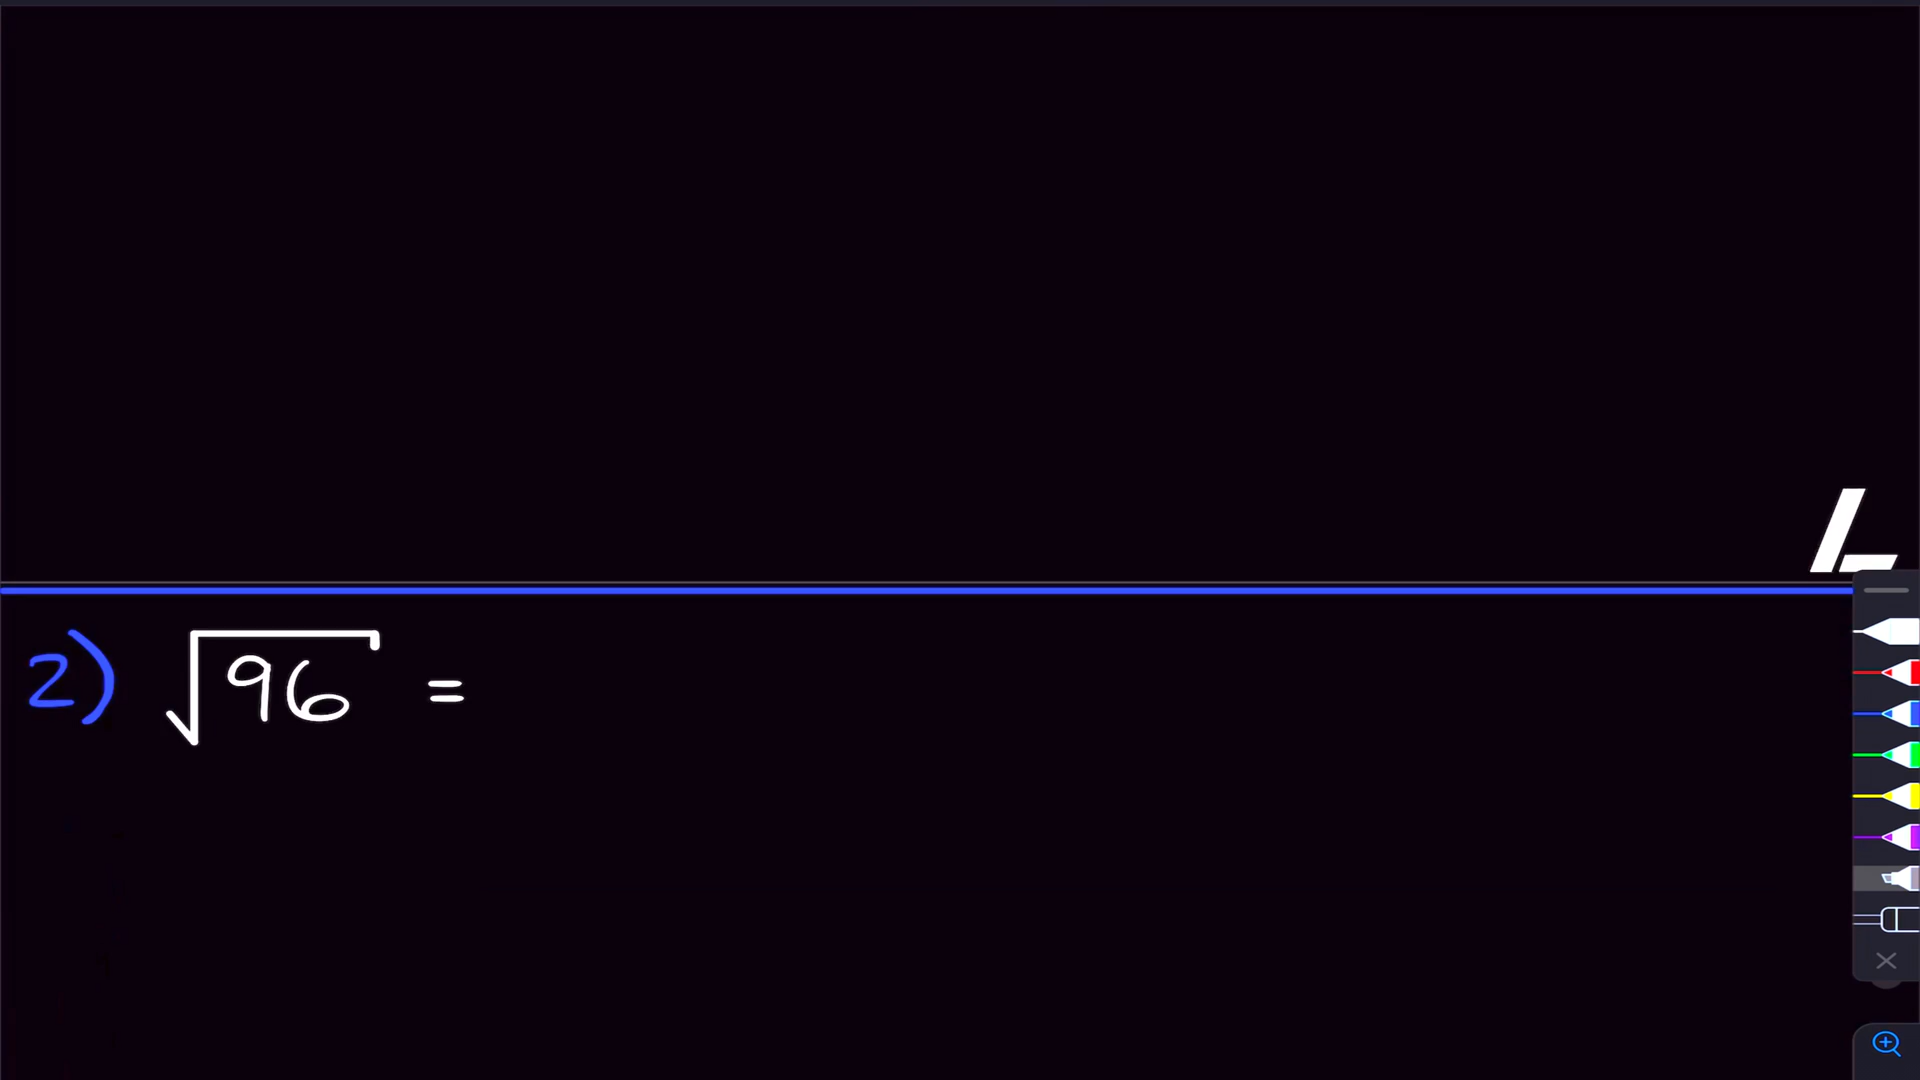 2) √96 =